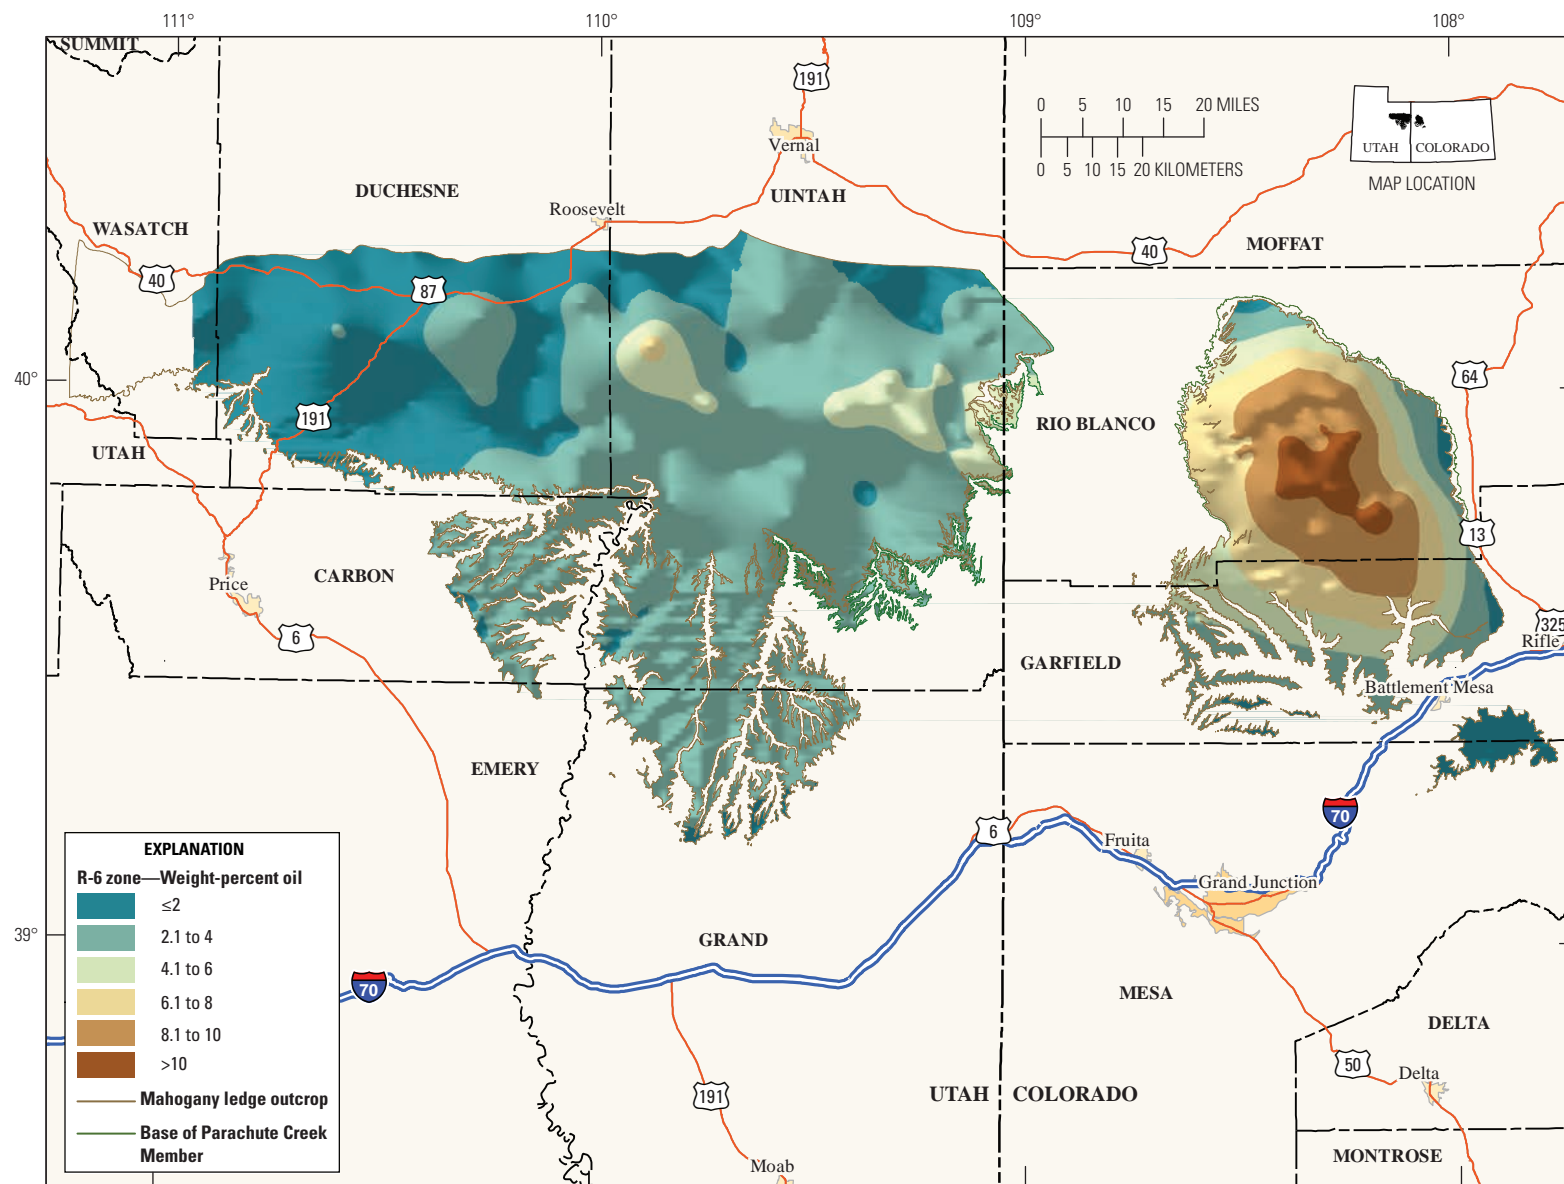 111°
110°
109°
108°
SUMMIT
191
0 5 10 15 20 MILES
0 5 10 15 20 KILOMETERS
UTAH
COLORADO
MAP LOCATION
Vernal
DUCHESNE
UINTAH
Roosevelt
WASATCH
MOFFAT
40
40
87
40°
64
191
RIO BLANCO
UTAH
13
CARBON
Price
6
325
Rifle
GARFIELD
Battlement Mesa
EMERY
70
6
Fruita
Grand Junction
EXPLANATION
R-6 zone—Weight-percent oil
≤2
2.1 to 4
4.1 to 6
6.1 to 8
8.1 to 10
>10
Mahogany ledge outcrop
Base of Parachute Creek
Member
39°
GRAND
70
MESA
DELTA
50
Delta
191
UTAH
COLORADO
MONTROSE
Moab